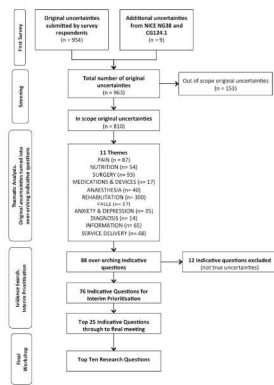 First Survey
Original uncertainties
submitted by survey
respondents
(n = 954)
Additional uncertainties
from NICE NG38 and
CG124.1
(n = 9)
Screening
Total number of original
uncertainties
(n = 963)
Out of scope original uncertainties
(n = 153)
In scope original uncertainties
(n = 810)
Thematic Analysis.
Original uncertainties turned into
over-arching indicative questions
11 Themes
PAIN (n = 87)
NUTRITION (n= 54)
SURGERY (n= 93)
MEDICATIONS & DEVICES (n= 17)
ANAESTHESIA (n= 40)
REHABILITATION (n= 300)
FALLS (n= 17)
ANXIETY & DEPRESSION (n= 35)
DIAGNOSIS (n= 14)
INFORMATION (n= 65)
SERVICE DELIVERY (n= 48)
Evidence Search.
Interim Prioritisation
88 over-arching indicative
questions
12 indicative questions excluded
(not true uncertainties)
76 Indicative Questions for
Interim Prioritisation
Top 25 Indicative Questions
through to final meeting
Final
Workshop
Top Ten Research Questions